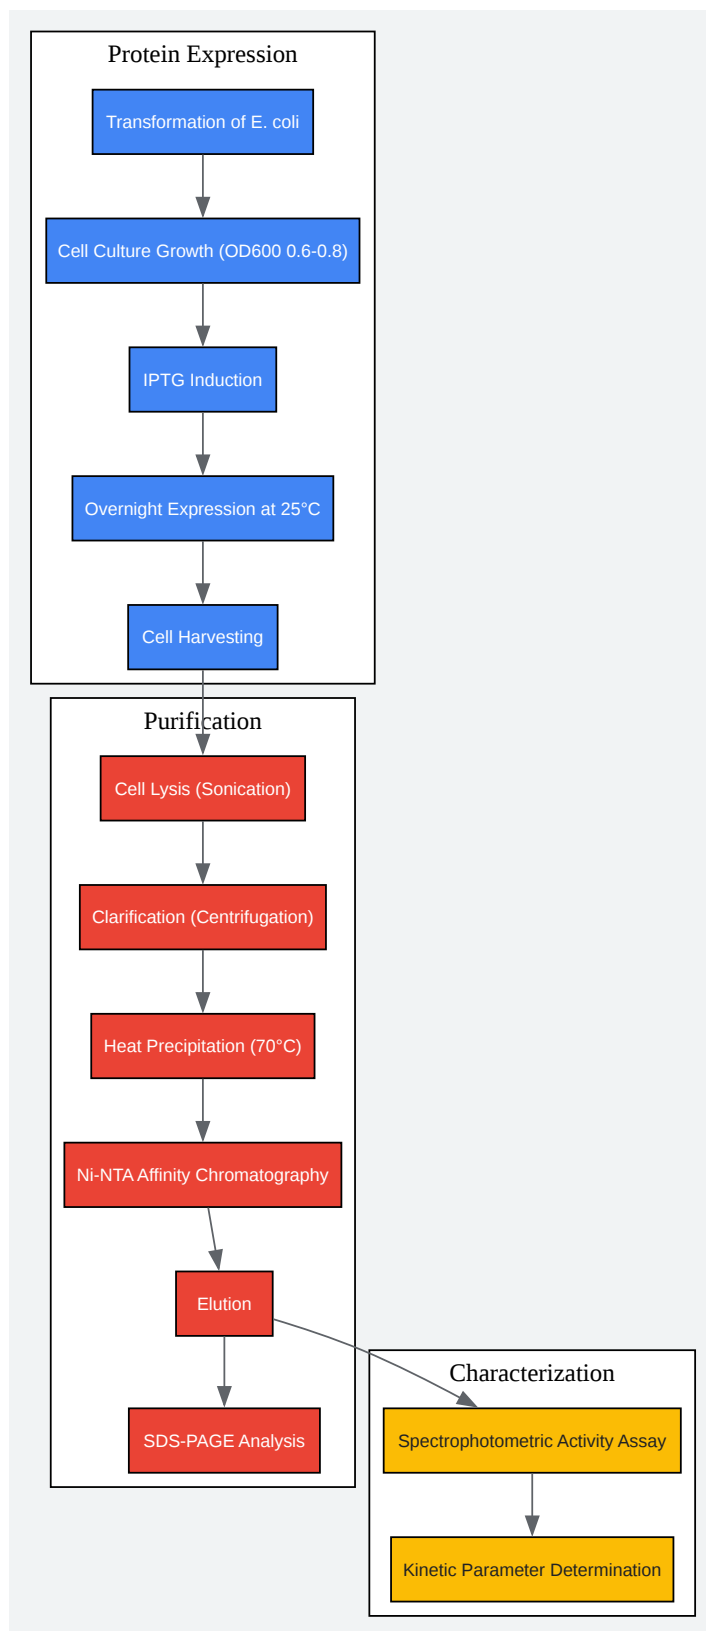 Protein Expression
Transformation of E. coli
Cell Culture Growth (OD600 0.6-0.8)
IPTG Induction
Overnight Expression at 25°C
Cell Harvesting
Purification
Cell Lysis (Sonication)
Clarification (Centrifugation)
Heat Precipitation (70°C)
Ni-NTA Affinity Chromatography
Elution
SDS-PAGE Analysis
Characterization
Spectrophotometric Activity Assay
Kinetic Parameter Determination